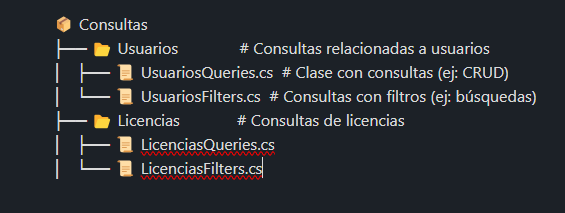 📦 Consultas
├── 📂 Usuarios # Consultas relacionadas a usuarios
│ ├── 📜 UsuariosQueries.cs # Clase con consultas (ej: CRUD)
│ └── 📜 UsuariosFilters.cs # Consultas con filtros (ej: búsquedas)
├── 📂 Licencias # Consultas de licencias
│ ├── 📜 LicenciasQueries.cs
│ └── 📜 LicenciasFilters.cs